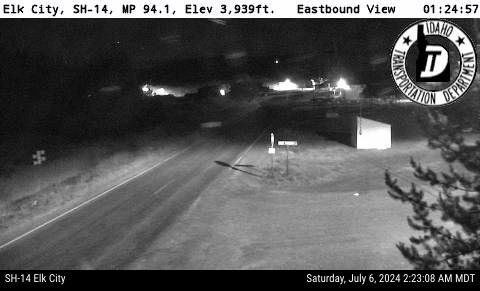 Elk City, SH-14, MP 94.1, Elev 3,939ft. Eastbound View 01:24:57
IDAHO
TRANSPORTATION DEPARTMENT
SH-14 Elk City Saturday, July 6, 2024 2:23:08 AM MDT